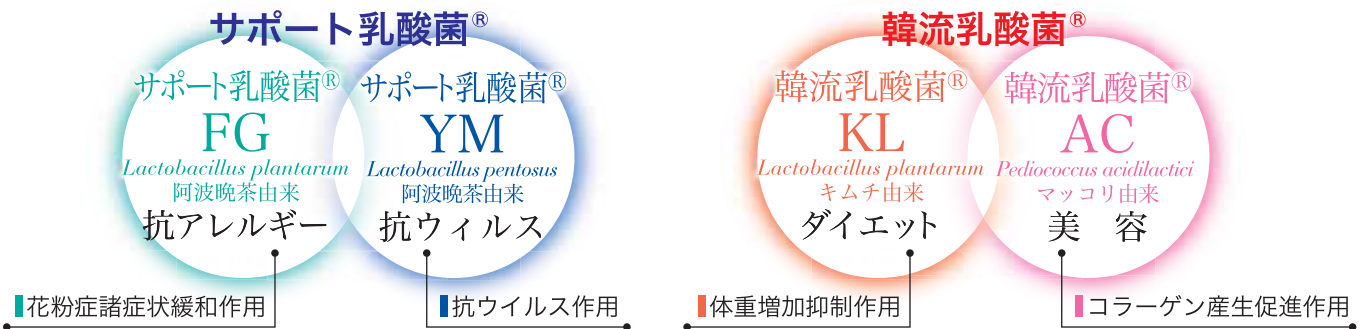 サポート乳酸菌®
サポート乳酸菌®
FG
Lactobacillus plantarum
阿波晩茶由来
抗アレルギー
花粉症諸症状緩和作用
サポート乳酸菌®
YM
Lactobacillus pentosus
阿波晩茶由来
抗ウィルス
抗ウイルス作用
韓流乳酸菌®
韓流乳酸菌®
KL
Lactobacillus plantarum
キムチ由来
ダイエット
体重増加抑制作用
韓流乳酸菌®
AC
Pediococcus acidilactici
マッコリ由来
美 容
コラーゲン産生促進作用